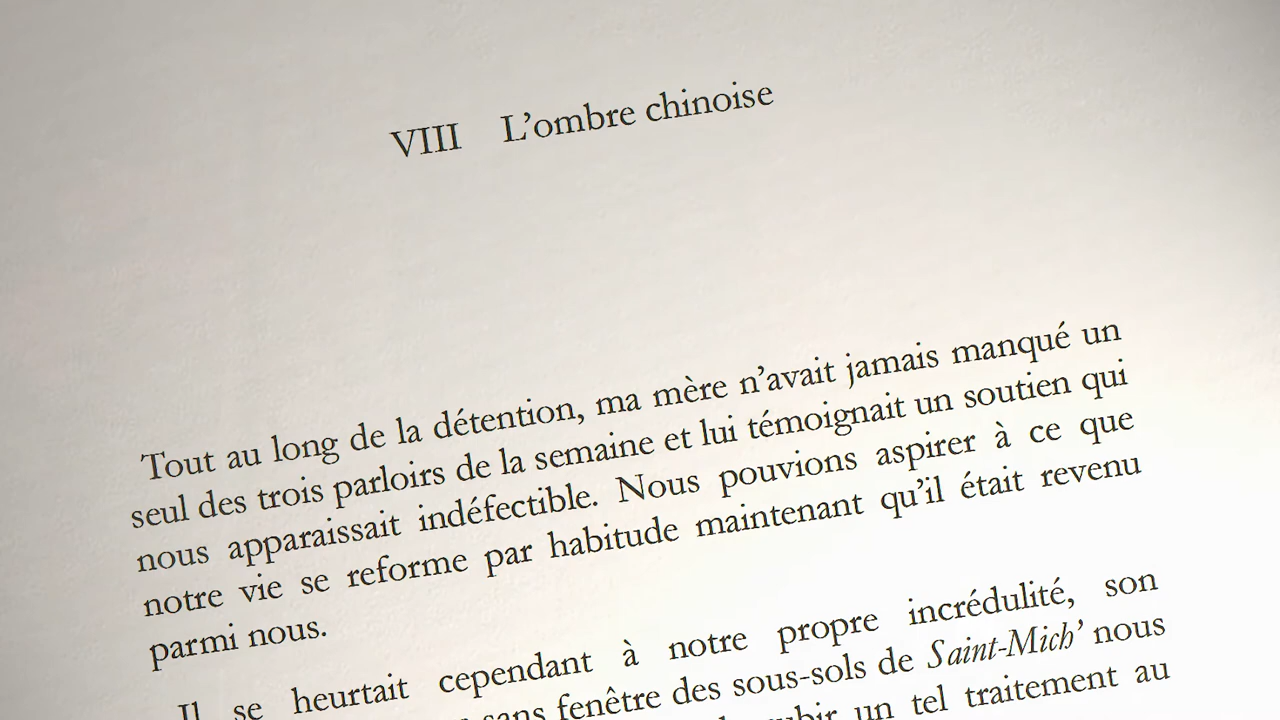 VIII L’ombre chinoise
Tout au long de la détention, ma mère n’avait jamais manqué un
seul des trois parloirs de la semaine et lui témoignait un soutien qui
nous apparaissait indéfectible. Nous pouvions aspirer à ce que
notre vie se reforme par habitude maintenant qu’il était revenu
parmi nous.
Il se heurtait cependant à notre propre incrédulité, son
sans fenêtre des sous-sols de Saint-Mich’ nous
un tel traitement au